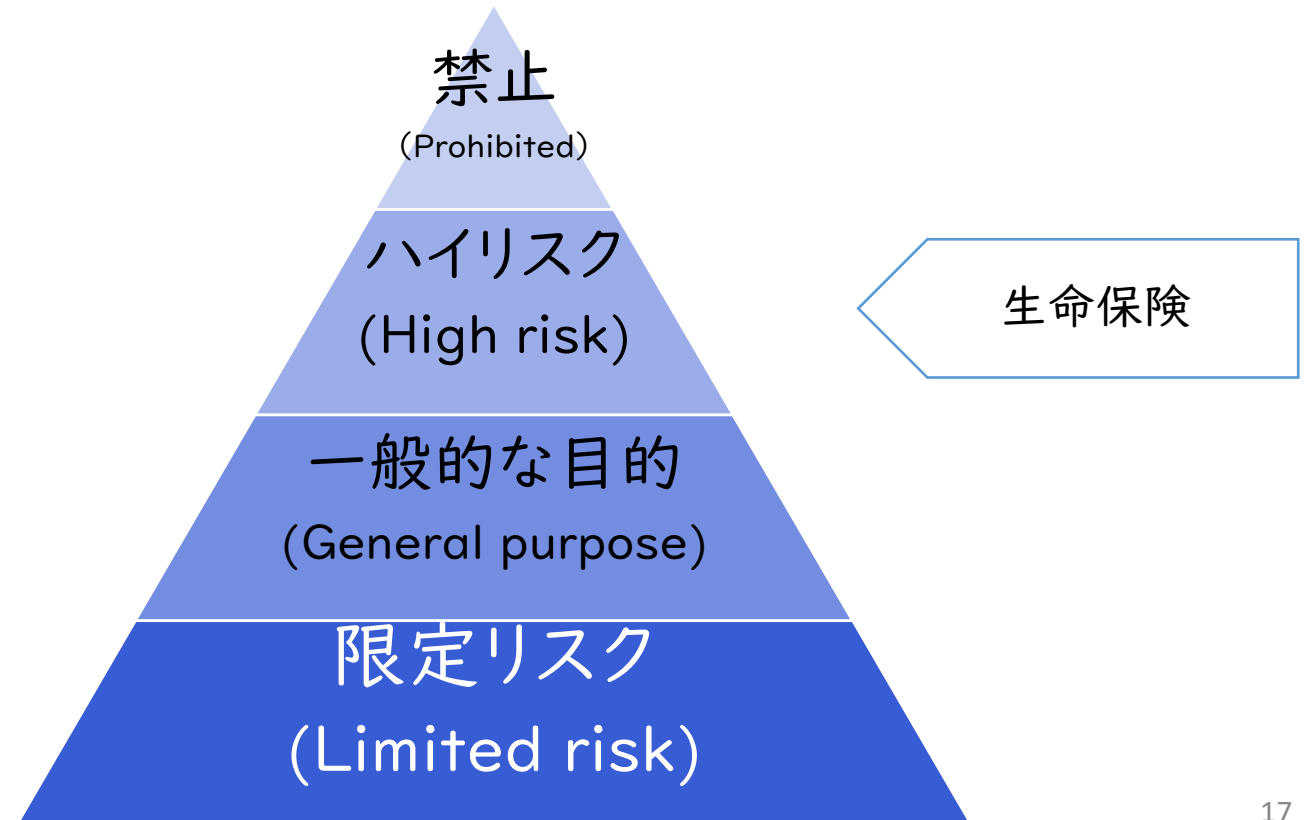 禁止
(Prohibited)
ハイリスク
(High risk)
生命保険
一般的な目的
(General purpose)
限定リスク
(Limited risk)
17